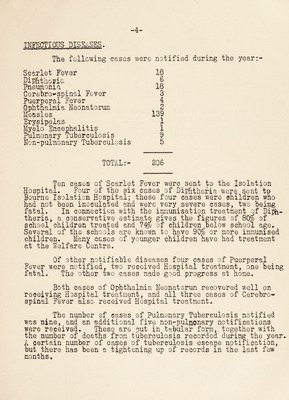 -4-
INFECTIOUS DISEASES.
The following cases were notified during the year:-
Scarlet Fever 18
Diphtheria 6
Pneumonia 18
Cerebro-spinal Fever 3
Puerperal Fever 4
Ophthalia Neonatorum 2
Measles 139
Erysipelas 1
Myelo Encephalitis 1
Pulmonary Tuberculosis 9
Non-pulmonary Tuberculosis 5
TOTAL:- 206
Ten cases of Scarlet Fever were sent to the Isolation
Hospital. Four of the six cases of Diphtheria were sent to
Bourne Isolation Hospital; these four cases were children who
had not been inoculated and were very severe cases, two being
fatal. In connection with the immunisation treatment of Diph-
theria, a conservative estimate gives the figures of 80% of
school children treated and 74% of children below school age.
Several of the schools are known to have 90% or more immunised
children. Many cases of younger children have had treatment
at the Welfare Centre.
Of other notifiable diseases four cases of Puerperal
Fever were notified, two received Hospital treatment, one being
fatal. The other two cases made good progress at home.
Both cases of Ophthalia Neonatorum recovered well on
receiving Hospital treatment, and all three cases of Cerebro-
spinal Fever also received Hospital treatment.
The number of cases of Pulmonary Tuberculosis notified
was nine, and an additional five non-pulmonary notifications
were received. These are put in tabular form, together with
the number of deaths from tuberculosis recorded during the year.
A certain number of cases of tuberculosis escape notification,
but there has been a tightening up of records in the last few
months.